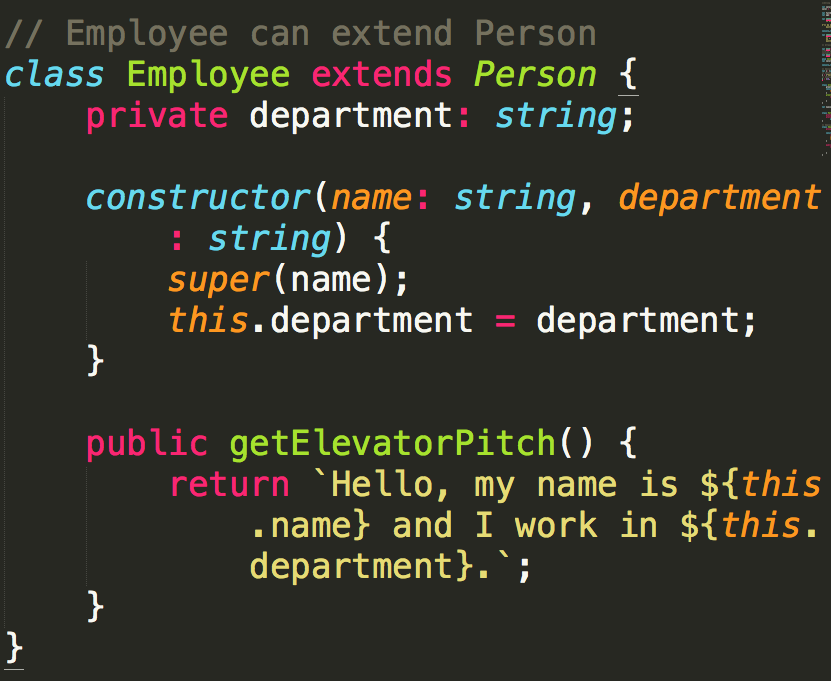 // Employee can extend Person
class Employee extends Person {
    private department: string;

    constructor(name: string, department
        : string) {
        super(name);
        this.department = department;
    }

    public getElevatorPitch() {
        return `Hello, my name is ${this
            .name} and I work in ${this.
            department}.`;
    }
}